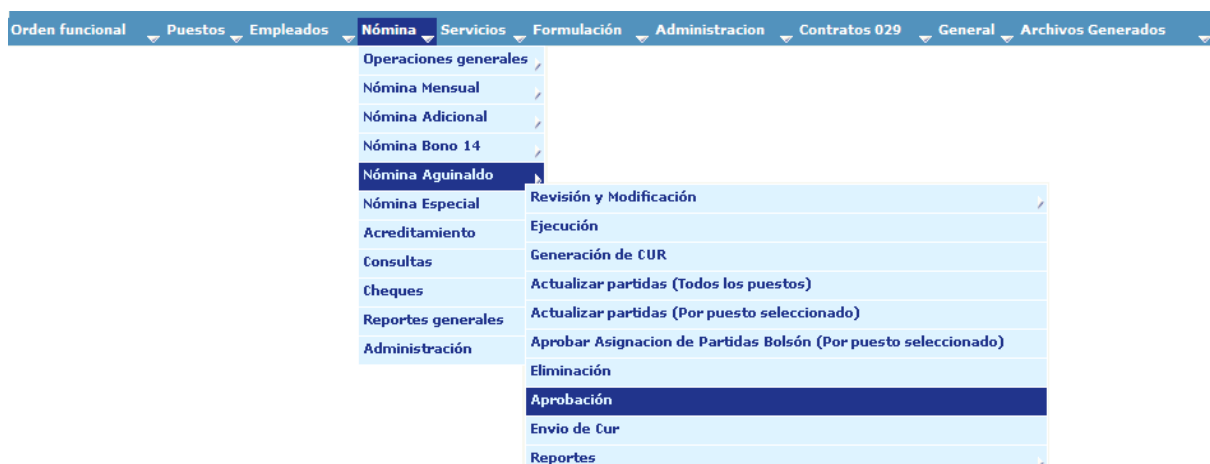 Orden funcional Puestos Empleados Nómina Servicios Formulación Administracion Contratos 029 General Archivos Generados
Operaciones generales
Nómina Mensual
Nómina Adicional
Nómina Bono 14
Nómina Aguinaldo
Nómina Especial
Acreditamiento
Consultas
Cheques
Reportes generales
Administración
Revisión y Modificación
Ejecución
Generación de CUR
Actualizar partidas (Todos los puestos)
Actualizar partidas (Por puesto seleccionado)
Aprobar Asignacion de Partidas Bolsón (Por puesto seleccionado)
Eliminación
Aprobación
Envio de Cur
Reportes